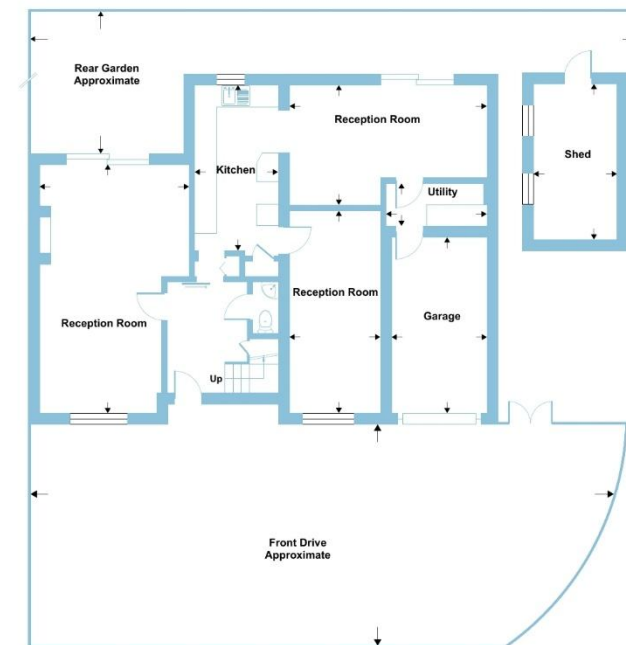 Rear Garden
Approximate
Reception Room
Shed
Kitchen
Utility
Reception Room
Reception Room
Garage
Up
Front Drive
Approximate